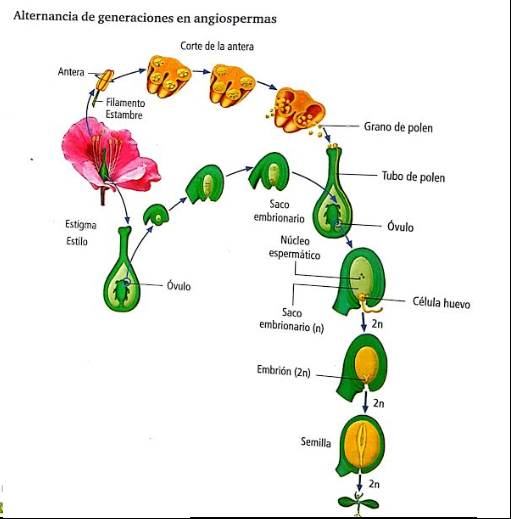 Alternancia de generaciones en angiospermas
Corte de la antera
Antera
Filamento
Estambre
Grano de polen
Tubo de polen
Saco
embrionario
Óvulo
Estigma
Estilo
Núcleo
espermático
Óvulo
Célula huevo
Saco
embrionario (n)
2n
Embrión (2n)
2n
Semilla
2n